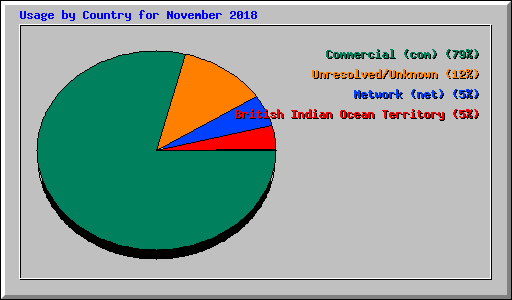 Usage by Country for November 2018
Commercial (com) (79%)
Unresolved/Unknown (12%)
Network (net) (5%)
British Indian Ocean Territory (5%)